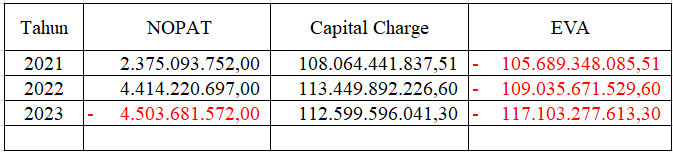 Tahun NOPAT Capital Charge EVA
2021 2.375.093.752,00 108.064.441.837,51 - 105.689.348.085,51
2022 4.414.220.697,00 113.449.892.226,60 - 109.035.671.529,60
2023 - 4.503.681.572,00 112.599.596.041,30 - 117.103.277.613,30